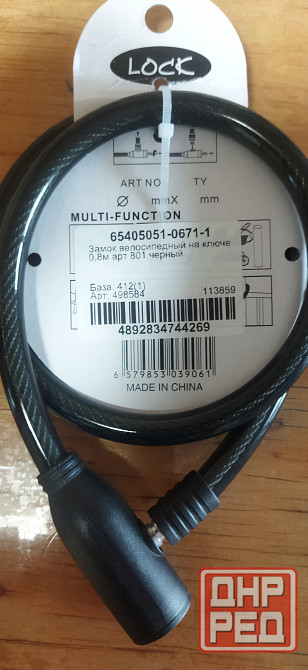 LOCK
ART NO TY
Ø mmX mm
MULTI-FUNCTION
65405051-0671-1
Замок велосипедный на ключе
0,8м арт 801 черный
База: 412(1)
Арт: 498584 113859
4892834744269
6 579853 039061
MADE IN CHINA
ДНР
РЕД